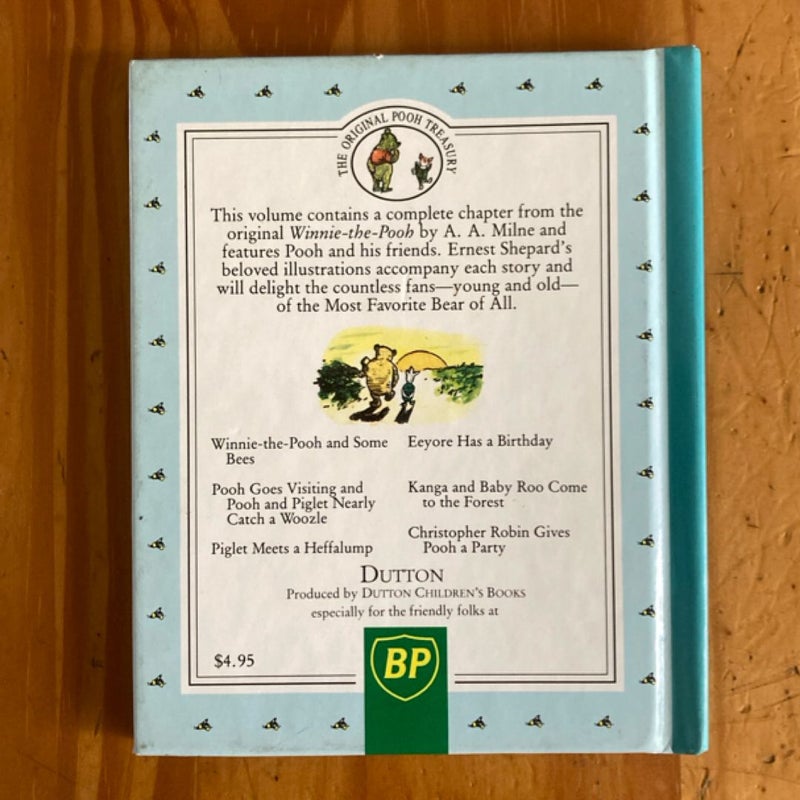 THE ORIGINAL POOH TREASURY
This volume contains a complete chapter from the
original Winnie-the-Pooh by A. A. Milne and
features Pooh and his friends. Ernest Shepard's
beloved illustrations accompany each story and
will delight the countless fans—young and old—
of the Most Favorite Bear of All.
Winnie-the-Pooh and Some
Bees
Pooh Goes Visiting and
Pooh and Piglet Nearly
Catch a Woozle
Piglet Meets a Heffalump
Eeyore Has a Birthday
Kanga and Baby Roo Come
to the Forest
Christopher Robin Gives
Pooh a Party
DUTTON
Produced by DUTTON CHILDREN'S BOOKS
especially for the friendly folks at
$4.95
BP